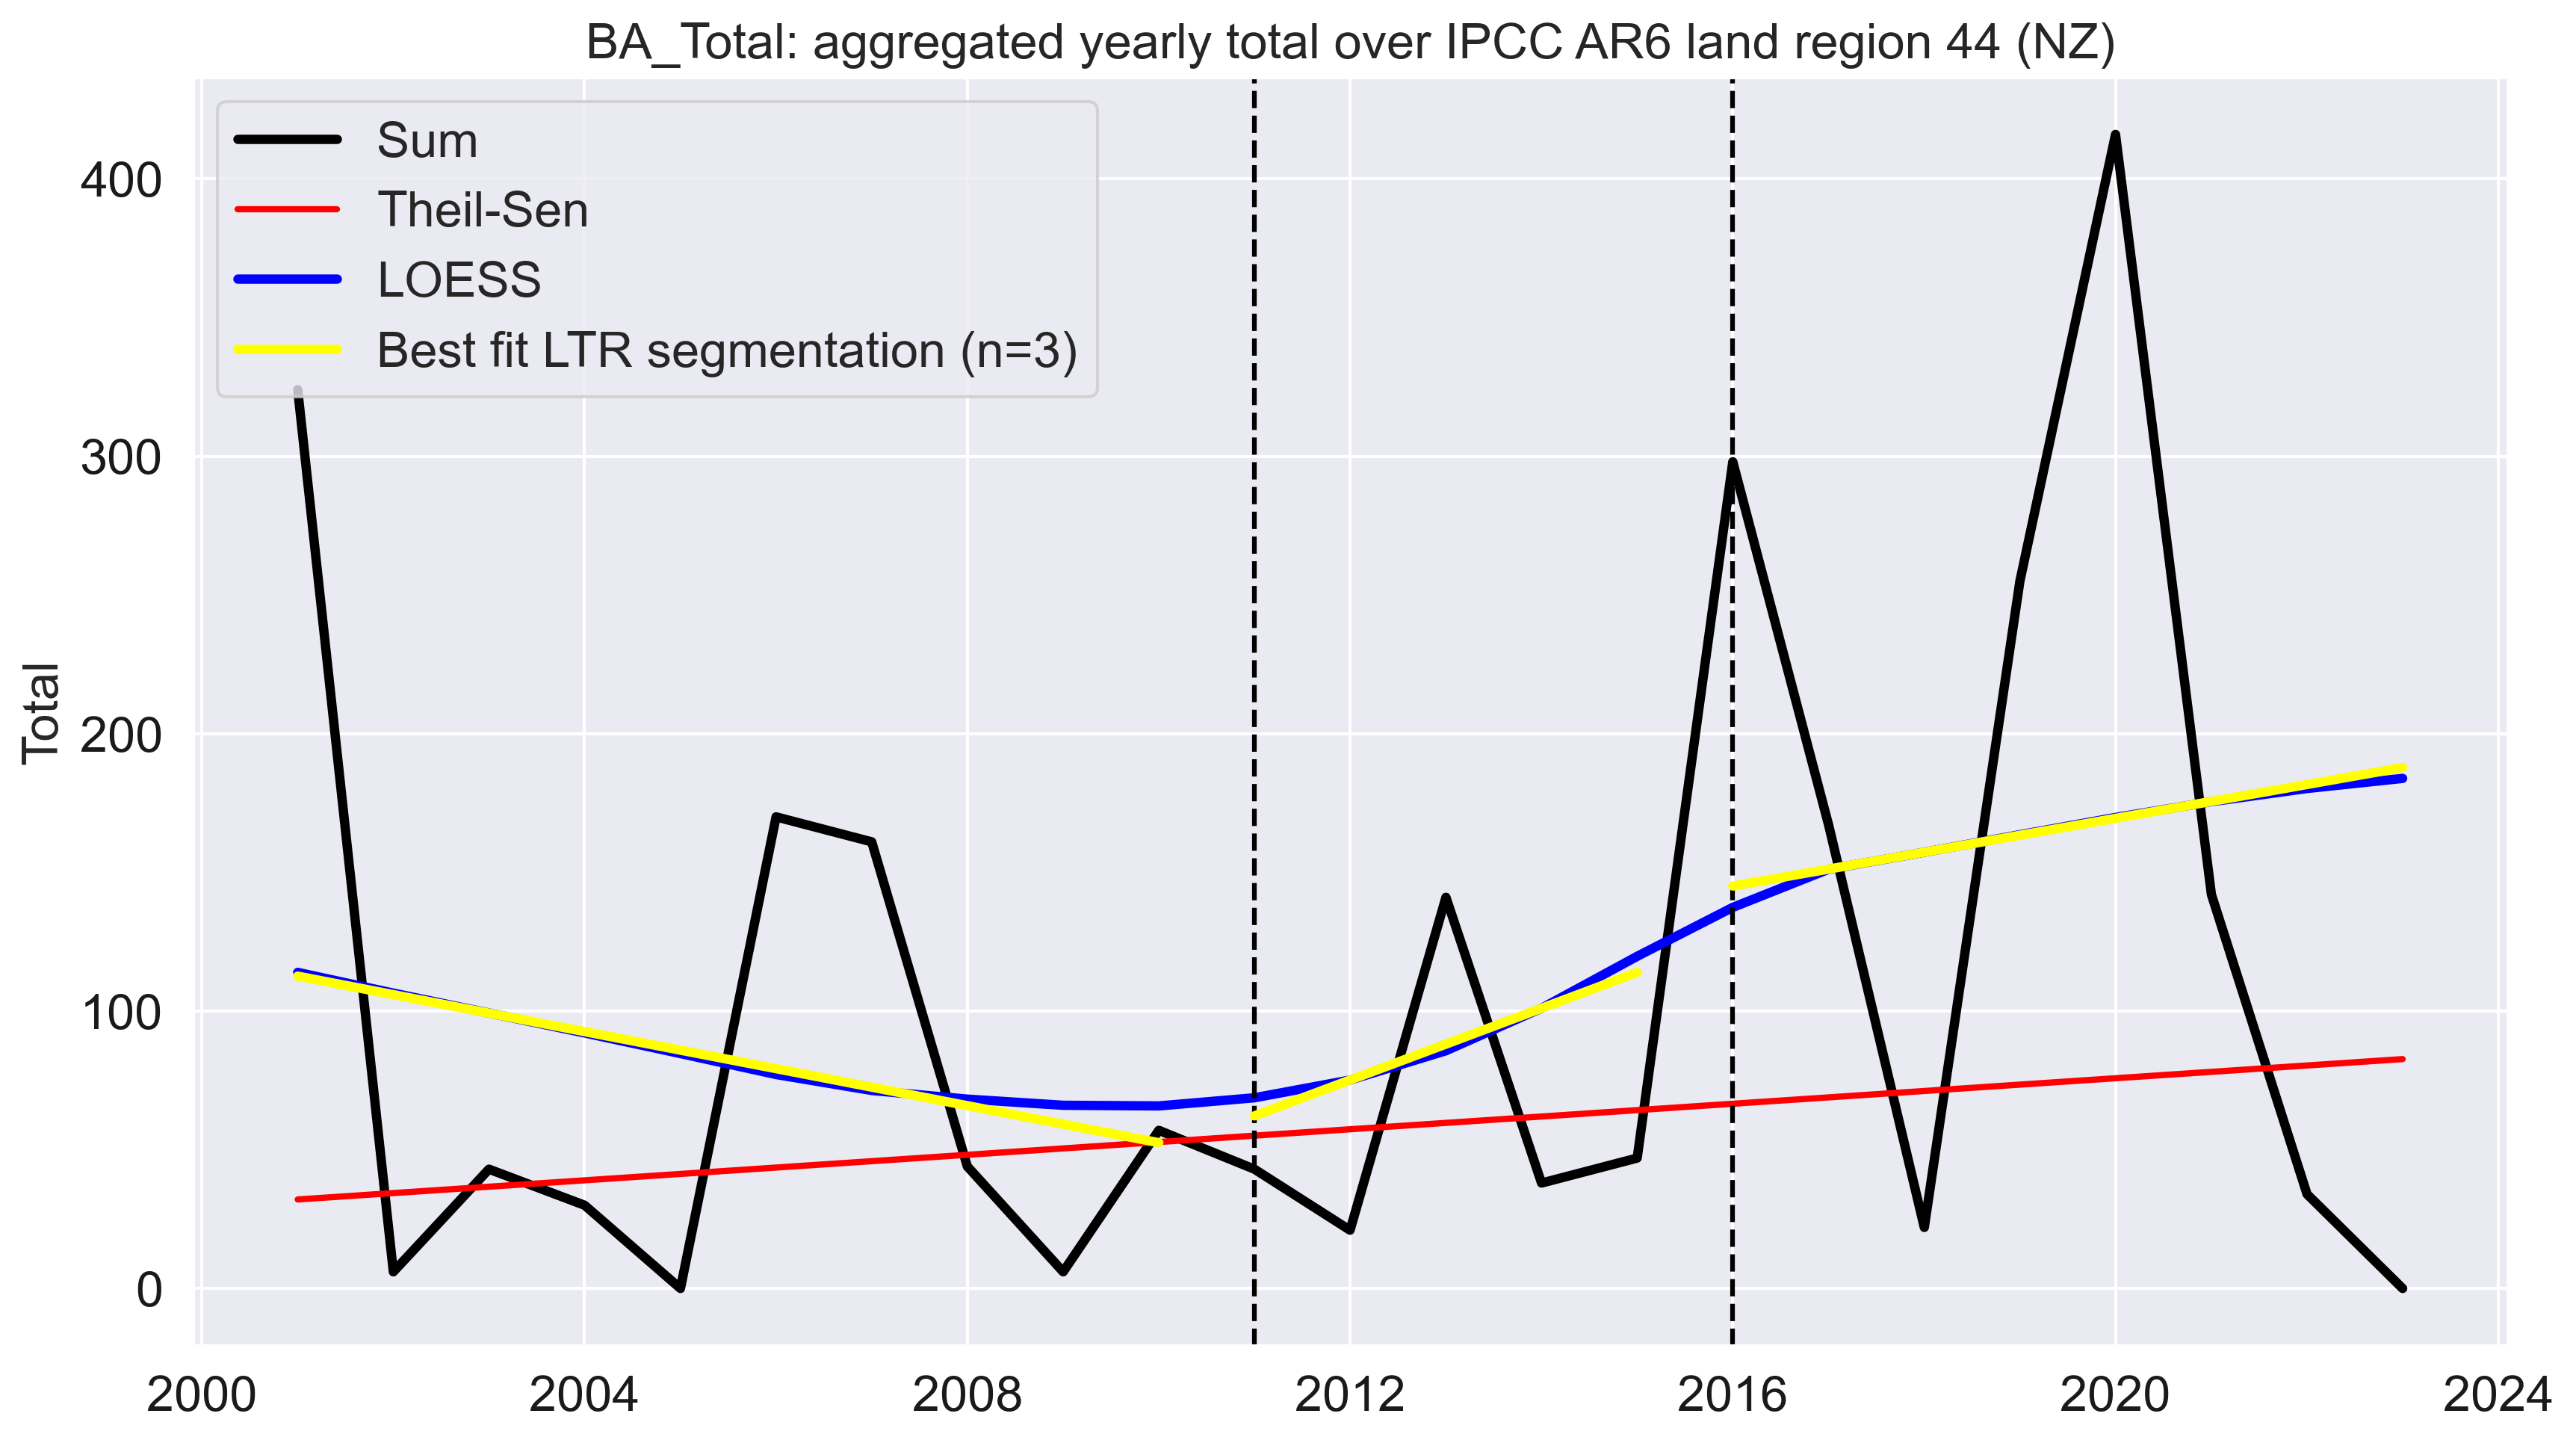 BA_Total: aggregated yearly total over IPCC AR6 land region 44 (NZ)
Sum
Theil-Sen
LOESS
Best fit LTR segmentation (n=3)
Total
400
300
200
100
0
2000 2004 2008 2012 2016 2020 2024